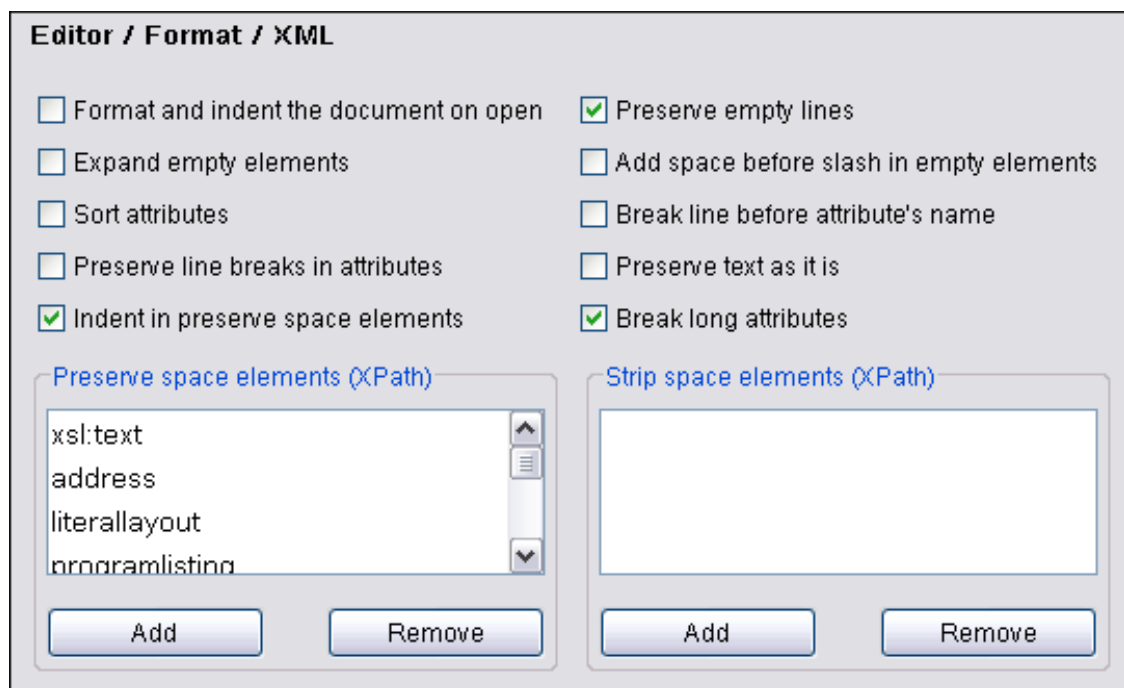 Editor / Format / XML
Format and indent the document on open
Preserve empty lines
Expand empty elements
Add space before slash in empty elements
Sort attributes
Break line before attribute's name
Preserve line breaks in attributes
Preserve text as it is
Indent in preserve space elements
Break long attributes
Preserve space elements (XPath)
xsl:text
address
literallayout
programlisting
Add
Remove
Strip space elements (XPath)
Add
Remove